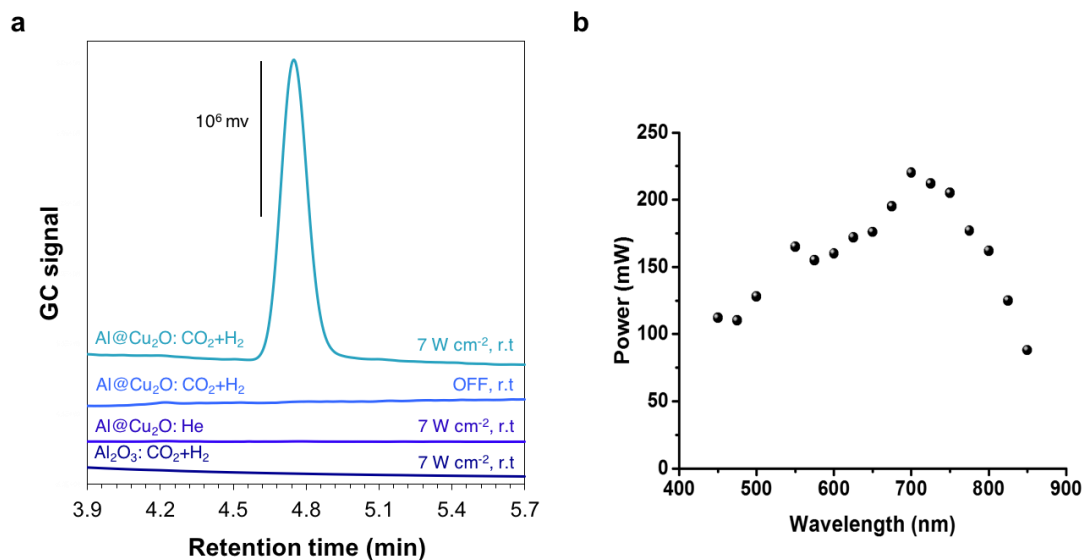 a
10⁶ mv
GC signal
Al@Cu₂O: CO₂+H₂
7 W cm⁻², r.t
Al@Cu₂O: CO₂+H₂
OFF, r.t
Al@Cu₂O: He
7 W cm⁻², r.t
Al₂O₃: CO₂+H₂
7 W cm⁻², r.t
3.9 4.2 4.5 4.8 5.1 5.4 5.7
Retention time (min)
b
250
200
150
100
50
0
Power (mW)
400 500 600 700 800 900
Wavelength (nm)